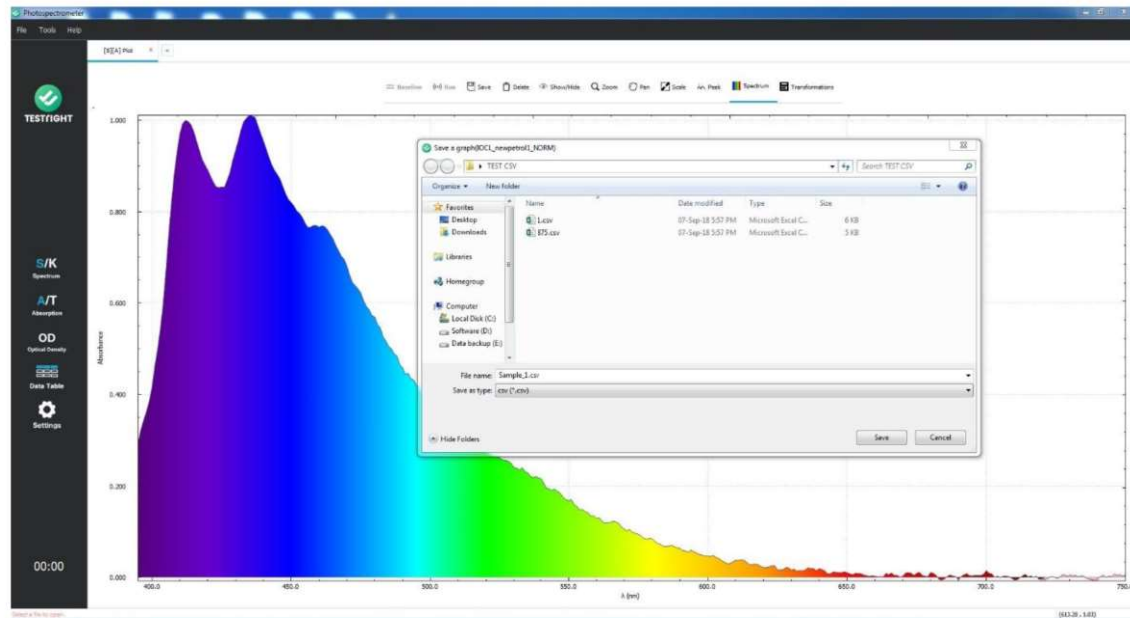 Photospectrometer
File Tools Help
[B][A] Plot
TESTRIGHT
Baseline Run Save Delete Show/Hide Zoom Pan Scale Peak Spectrum Transformations
S/K
Spectrum
A/T
Absorption
OD
Optical Density
Data Table
Settings
00:00
Save a graph(IOCL_newpetrol1_NORM)
TEST CSV
Search TEST CSV
Organize
New folder
Favorites
Desktop
Downloads
Libraries
Homegroup
Computer
Local Disk (C:)
Software (D:)
Data backup (E:)
Name Date modified Type Size
1.csv 07-Sep-18 5:57 PM Microsoft Excel C... 6 KB
875.csv 07-Sep-18 5:57 PM Microsoft Excel C... 5 KB
File name: Sample_1.csv
Save as type: csv (*.csv)
Hide Folders
Save
Cancel
Absorbance
1.000
0.800
0.600
0.400
0.200
0.000
400.0 450.0 500.0 550.0 600.0 650.0 700.0 750.
λ (nm)
Select a file to open.